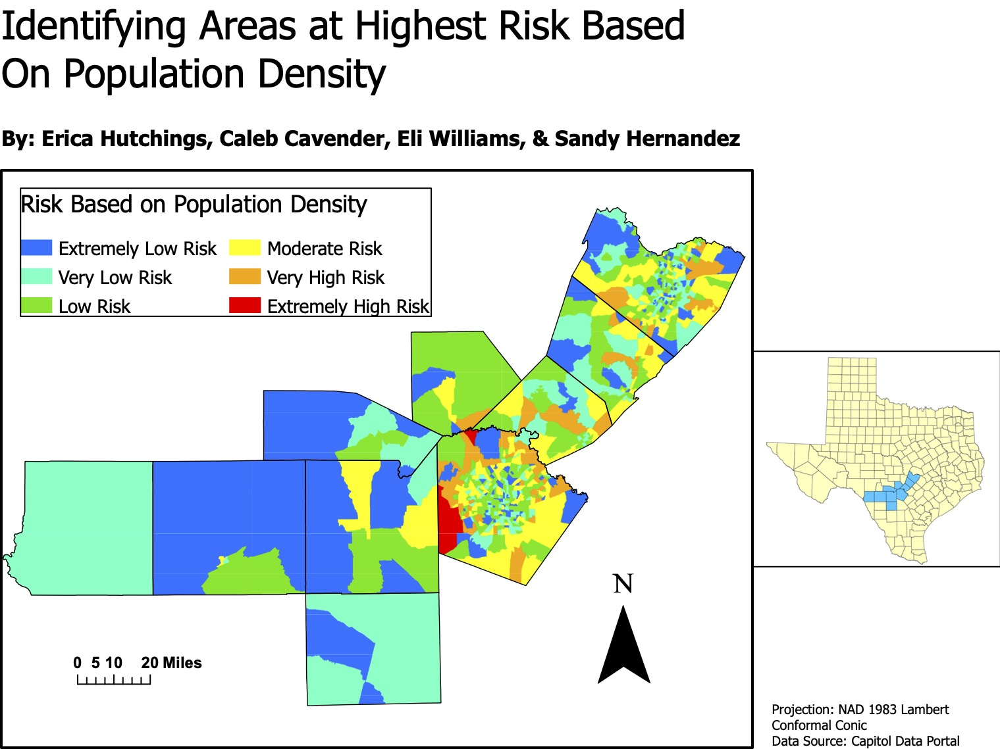 Identifying Areas at Highest Risk Based
On Population Density
By: Erica Hutchings, Caleb Cavender, Eli Williams, & Sandy Hernandez
Risk Based on Population Density
Extremely Low Risk
Moderate Risk
Very Low Risk
Very High Risk
Low Risk
Extremely High Risk
N
0 5 10 20 Miles
Projection: NAD 1983 Lambert
Conformal Conic
Data Source: Capitol Data Portal